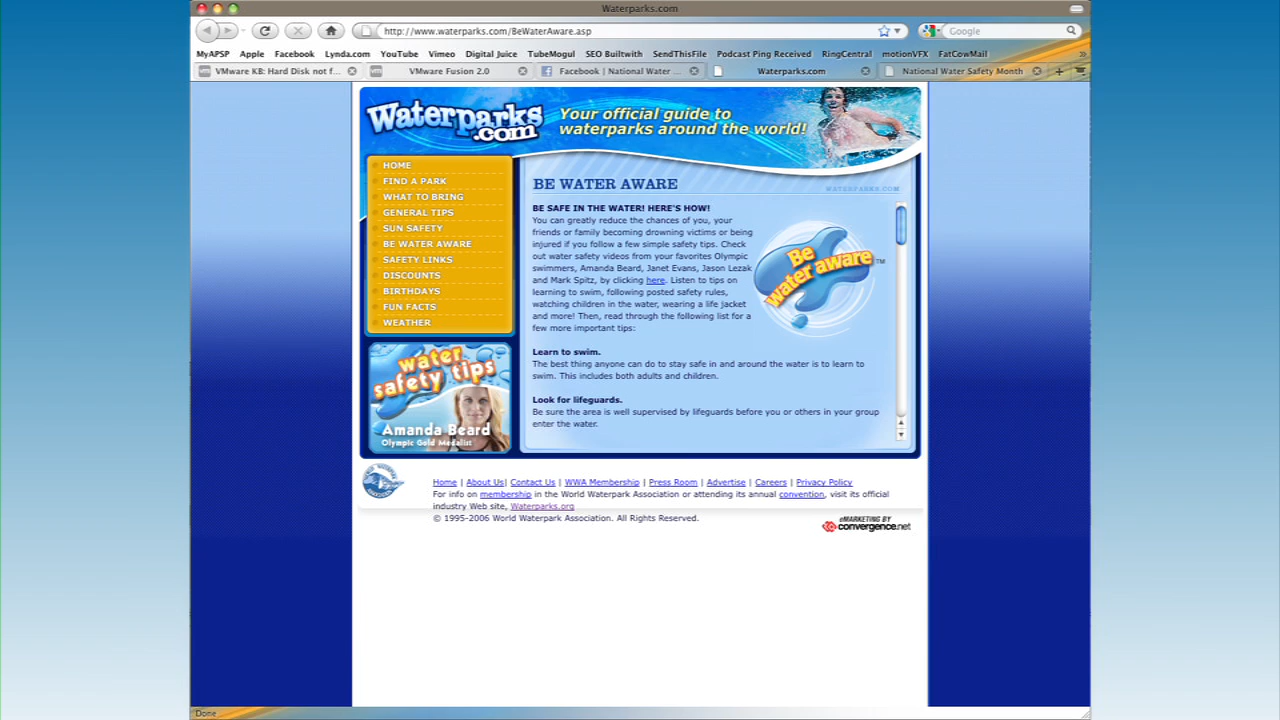 Waterparks.com
http://www.waterparks.com/BeWaterAware.asp
Google
MyAPSP Apple Facebook Lynda.com YouTube Vimeo Digital Juice TubeMogul SEO Builtwith SendThisFile Podcast Ping Received RingCentral motionVFX FatCowMail »
VMware KB: Hard Disk not f... VMware Fusion 2.0 Facebook | National Water ... Waterparks.com National Water Safety Month
Waterparks
.com
Your official guide to
waterparks around the world!
HOME
FIND A PARK
WHAT TO BRING
GENERAL TIPS
SUN SAFETY
BE WATER AWARE
SAFETY LINKS
DISCOUNTS
BIRTHDAYS
FUN FACTS
WEATHER
water
safety tips
Amanda Beard
Olympic Gold Medalist
BE WATER AWARE
WATERPARKS.COM
BE SAFE IN THE WATER! HERE'S HOW!
You can greatly reduce the chances of you, your
friends or family becoming drowning victims or being
injured if you follow a few simple safety tips. Check
out water safety videos from your favorites Olympic
swimmers, Amanda Beard, Janet Evans, Jason Lezak
and Mark Spitz, by clicking here. Listen to tips on
learning to swim, following posted safety rules,
watching children in the water, wearing a life jacket
and more! Then, read through the following list for a
few more important tips:
Be
water aware ™
Learn to swim.
The best thing anyone can do to stay safe in and around the water is to learn to
swim. This includes both adults and children.
Look for lifeguards.
Be sure the area is well supervised by lifeguards before you or others in your group
enter the water.
Home | About Us| Contact Us | WWA Membership | Press Room | Advertise | Careers | Privacy Policy
For info on membership in the World Waterpark Association or attending its annual convention, visit its official
industry Web site, Waterparks.org
© 1995-2006 World Waterpark Association. All Rights Reserved.
eMARKETING BY
convergence.net
Done